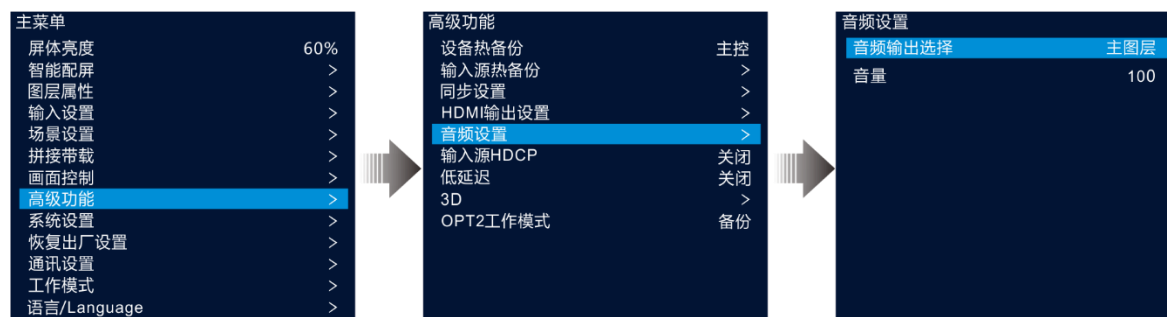 主菜单
屏体亮度 60%
智能配屏 >
图层属性 >
输入设置 >
场景设置 >
拼接带载 >
画面控制 >
高级功能 >
系统设置 >
恢复出厂设置 >
通讯设置 >
工作模式 >
语言/Language >
高级功能
设备热备份 主控
输入源热备份 >
同步设置 >
HDMI输出设置 >
音频设置 >
输入源HDCP 关闭
低延迟 关闭
3D >
OPT2工作模式 备份
音频设置
音频输出选择 主图层
音量 100